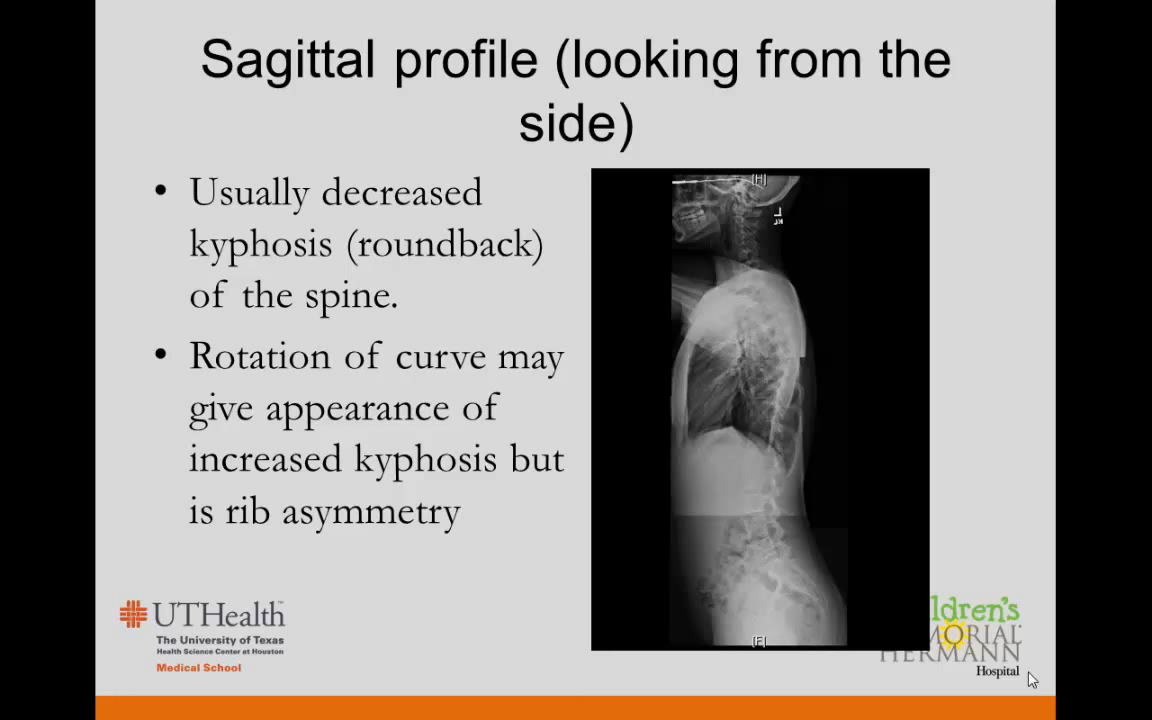 Sagittal profile (looking from the
side)
• Usually decreased
kyphosis (roundback)
of the spine.
• Rotation of curve may
give appearance of
increased kyphosis but
is rib asymmetry
[H]
L
[F]
UTHealth
The University of Texas
Health Science Center at Houston
Medical School
ildren's
MORIAL
HERMANN
Hospital